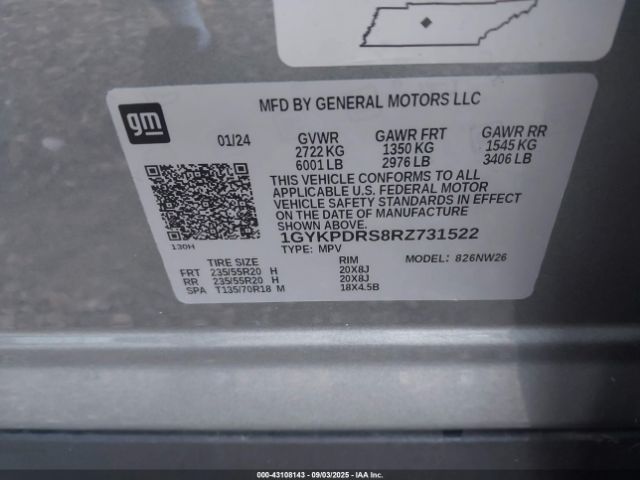 gm
MFD BY GENERAL MOTORS LLC
01/24 GVWR GAWR FRT GAWR RR
2722 KG 1350 KG 1545 KG
6001 LB 2976 LB 3406 LB
THIS VEHICLE CONFORMS TO ALL
APPLICABLE U.S. FEDERAL MOTOR
VEHICLE SAFETY STANDARDS IN EFFECT
ON THE DATE OF MANUFACTURE
SHOWN ABOVE.
1GYKPDRS8RZ731522
130H
TYPE: MPV MODEL: 826NW26
TIRE SIZE RIM
FRT 235/55R20 H 20X8J
RR 235/55R20 H 20X8J
SPA T135/70R18 M 18X4.5B
000-43108143 - 09/03/2025 - IAA Inc.